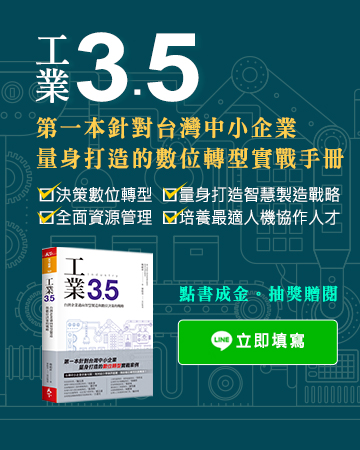 工業3.5
第一本針對台灣中小企業
量身打造的數位轉型實戰手冊
決策數位轉型 量身打造智慧製造戰略
全面資源管理 培養最適人機協作人才
點書成金。抽獎贈閱
LINE 立即填寫
工業3.5
第一本針對台灣中小企業
量身打造的數位轉型實戰案例